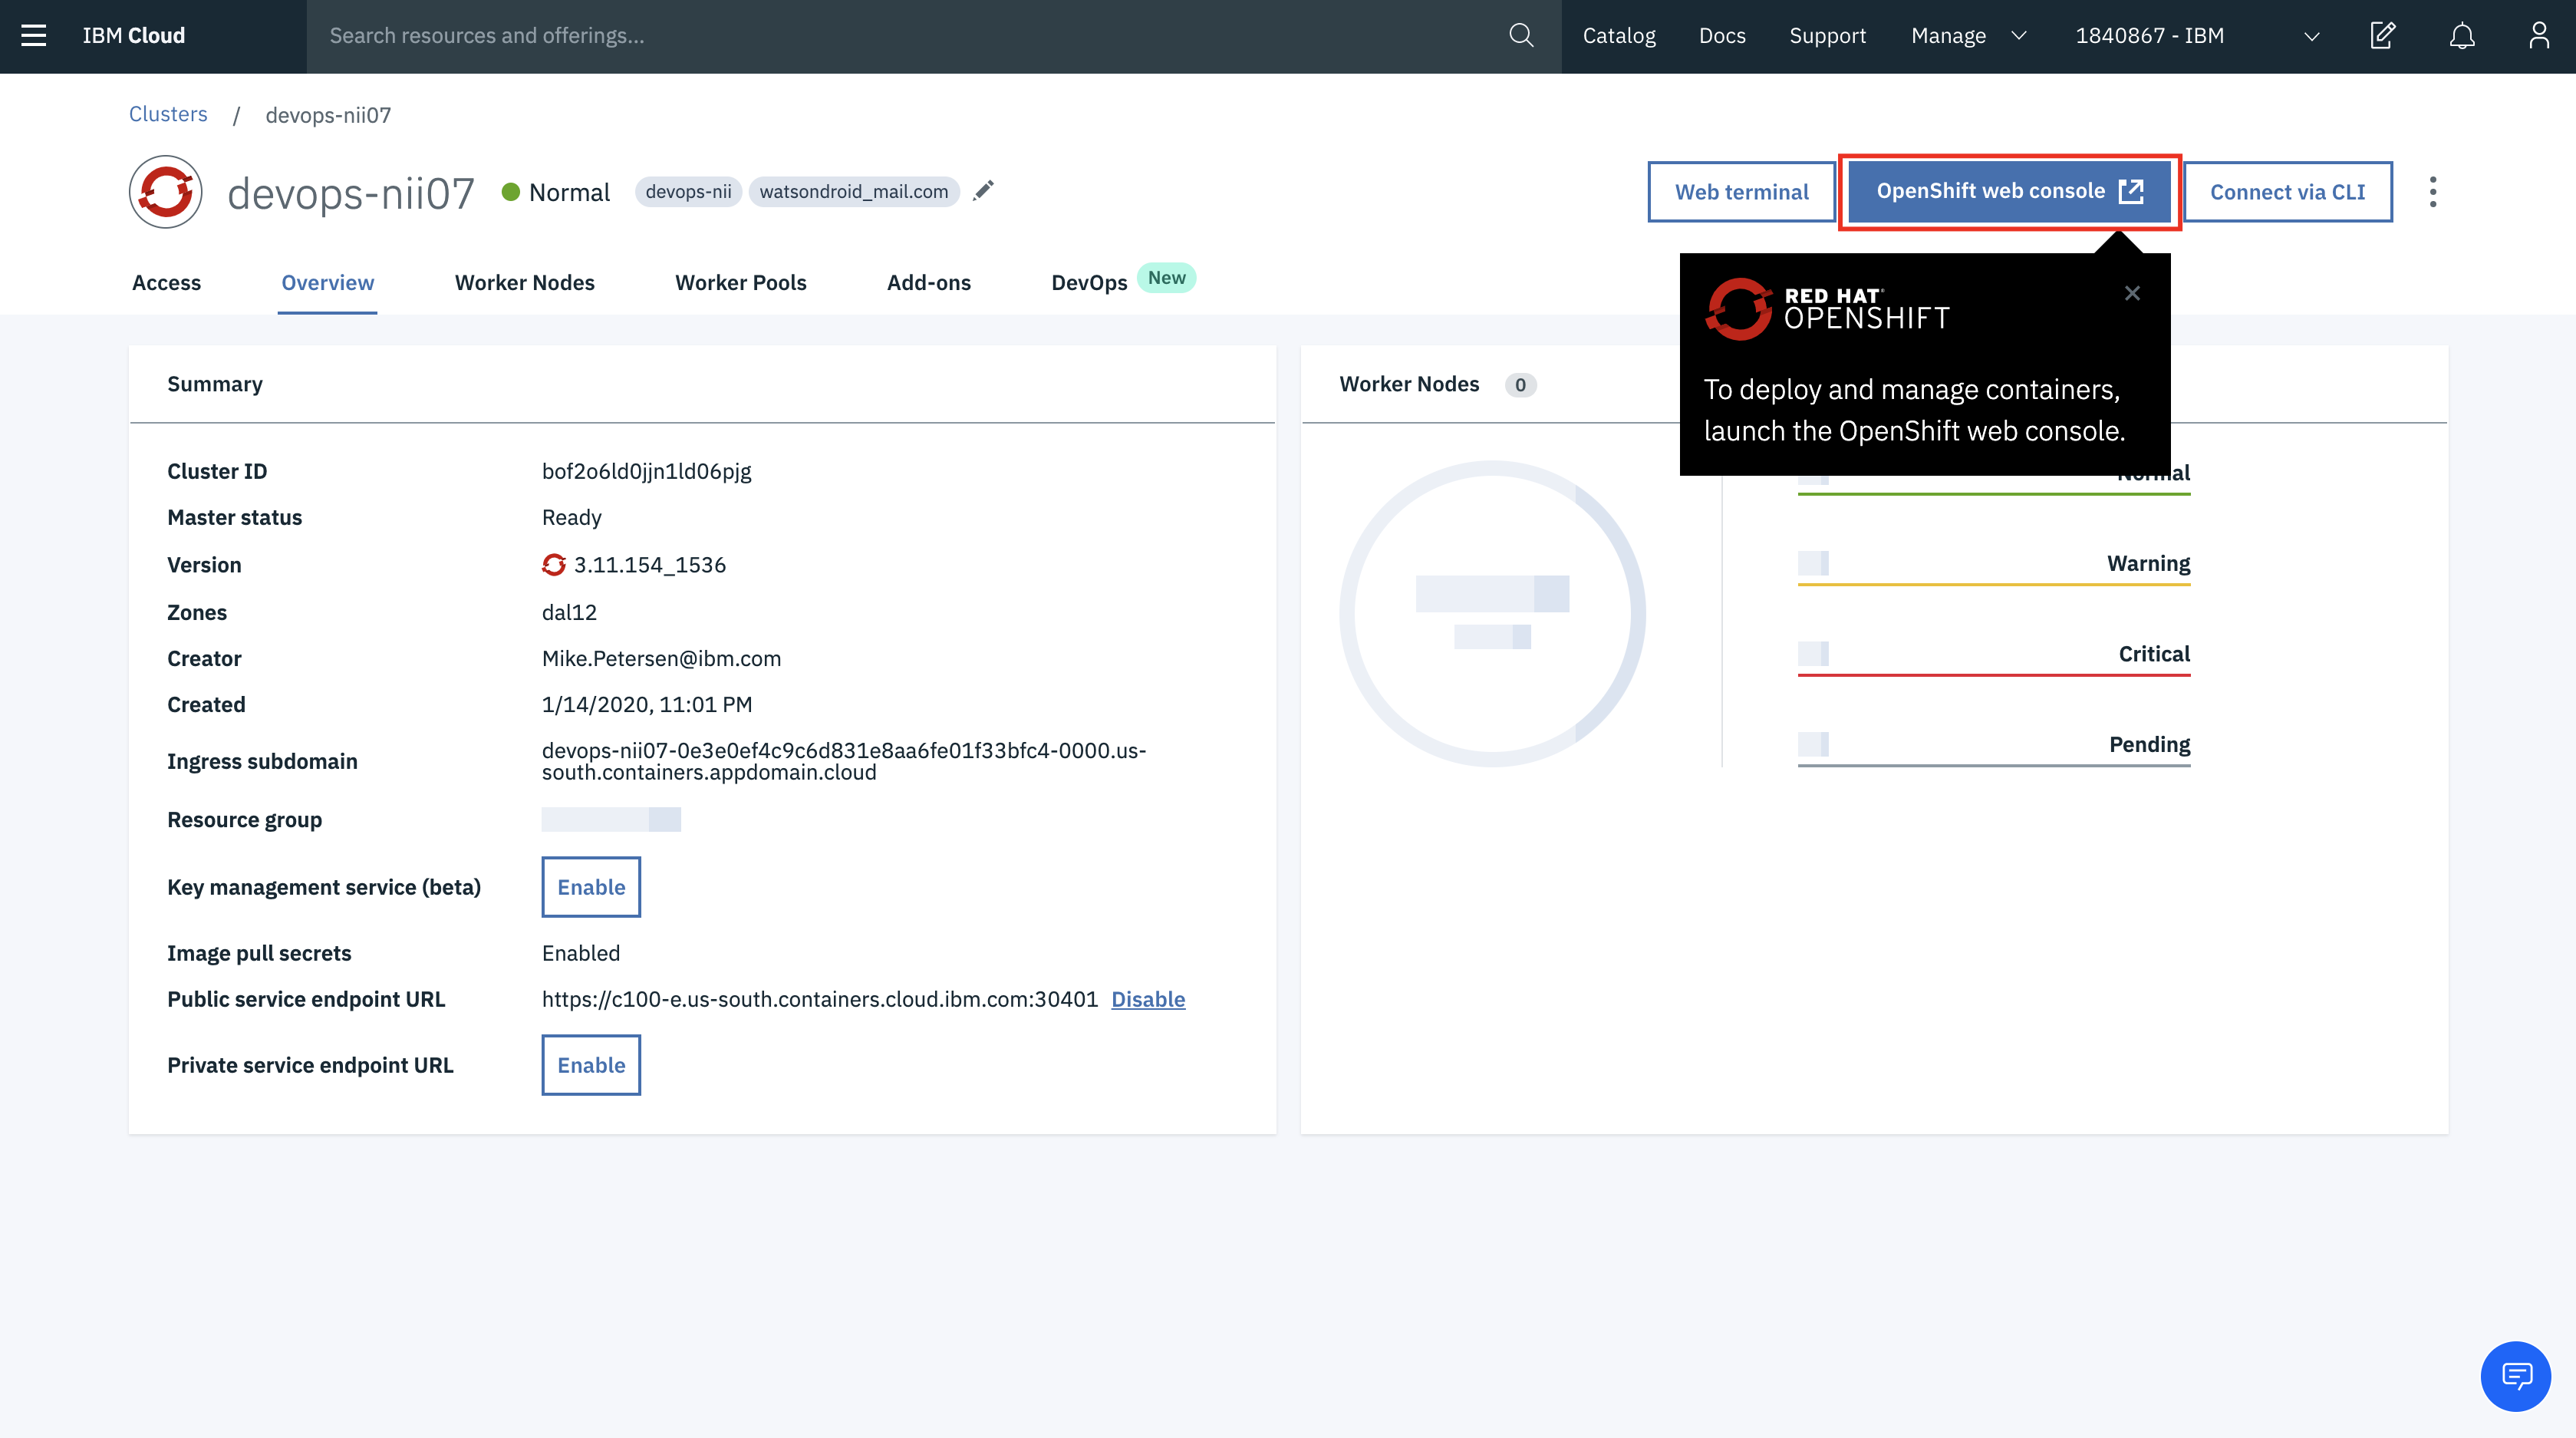 IBM Cloud
Search resources and offerings...
Catalog
Docs
Support
Manage
1840867 - IBM
Clusters / devops-nii07
devops-nii07
Normal
devops-nii
watsondroid_mail.com
Web terminal
OpenShift web console
Connect via CLI
Access
Overview
Worker Nodes
Worker Pools
Add-ons
DevOps
New
RED HAT®
OPENSHIFT
To deploy and manage containers,
launch the OpenShift web console.
Summary
Cluster ID
bof2o6ld0jjn1ld06pjg
Master status
Ready
Version
3.11.154_1536
Zones
dal12
Creator
Mike.Petersen@ibm.com
Created
1/14/2020, 11:01 PM
Ingress subdomain
devops-nii07-0e3e0ef4c9c6d831e8aa6fe01f33bfc4-0000.us-
south.containers.appdomain.cloud
Resource group
Key management service (beta)
Enable
Image pull secrets
Enabled
Public service endpoint URL
https://c100-e.us-south.containers.cloud.ibm.com:30401 Disable
Private service endpoint URL
Enable
Worker Nodes 0
Normal
Warning
Critical
Pending